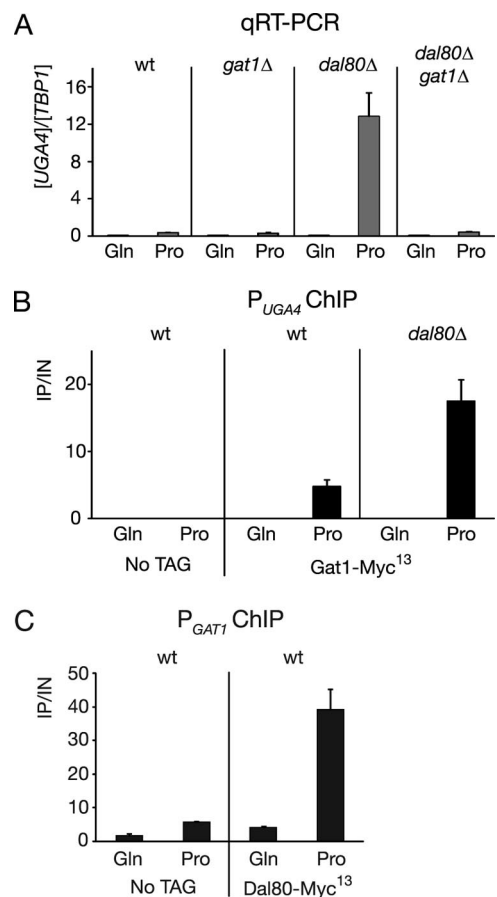 A
qRT-PCR
wt gat1Δ dal80Δ dal80Δ gat1Δ
[UGA4]/[TBP1]
16
12
8
4
0
Gln Pro Gln Pro Gln Pro Gln Pro
B
PUGA4 ChIP
wt wt dal80Δ
IP/IN
20
10
0
Gln Pro Gln Pro Gln Pro
No TAG Gat1-Myc13
C
PGAT1 ChIP
wt wt
IP/IN
50
40
30
20
10
0
Gln Pro Gln Pro
No TAG Dal80-Myc13